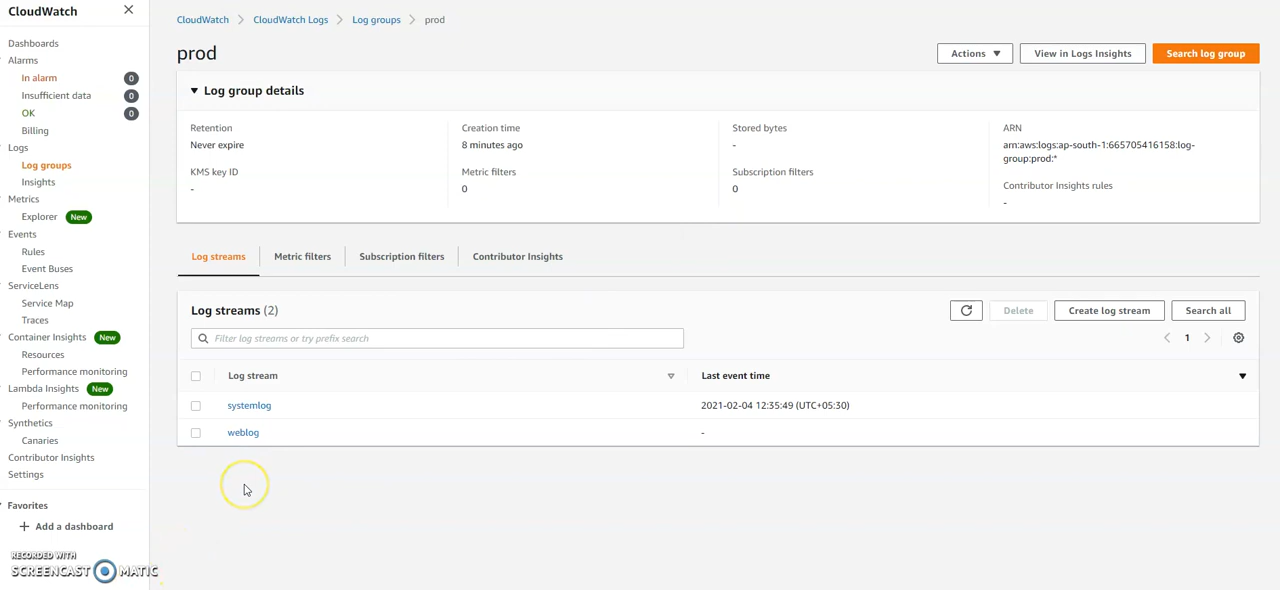 CloudWatch
Dashboards
Alarms
In alarm 0
Insufficient data 0
OK 0
Billing
Logs
Log groups
Insights
Metrics
Explorer New
Events
Rules
Event Buses
ServiceLens
Service Map
Traces
Container Insights New
Resources
Performance monitoring
Lambda Insights New
Performance monitoring
Synthetics
Canaries
Contributor Insights
Settings
Favorites
Add a dashboard
RECORDED WITH
SCREENCAST MATIC
CloudWatch > CloudWatch Logs > Log groups > prod
prod
Actions ▼ View in Logs Insights Search log group
▼ Log group details
Retention
Never expire
KMS key ID
-
Creation time
8 minutes ago
Metric filters
0
Stored bytes
-
Subscription filters
0
ARN
arn:aws:logs:ap-south-1:665705416158:log-
group:prod:*
Contributor Insights rules
-
Log streams Metric filters Subscription filters Contributor Insights
Log streams (2)
Delete Create log stream Search all
Filter log streams or try prefix search
< 1 >
Log stream Last event time
systemlog 2021-02-04 12:35:49 (UTC+05:30)
weblog -